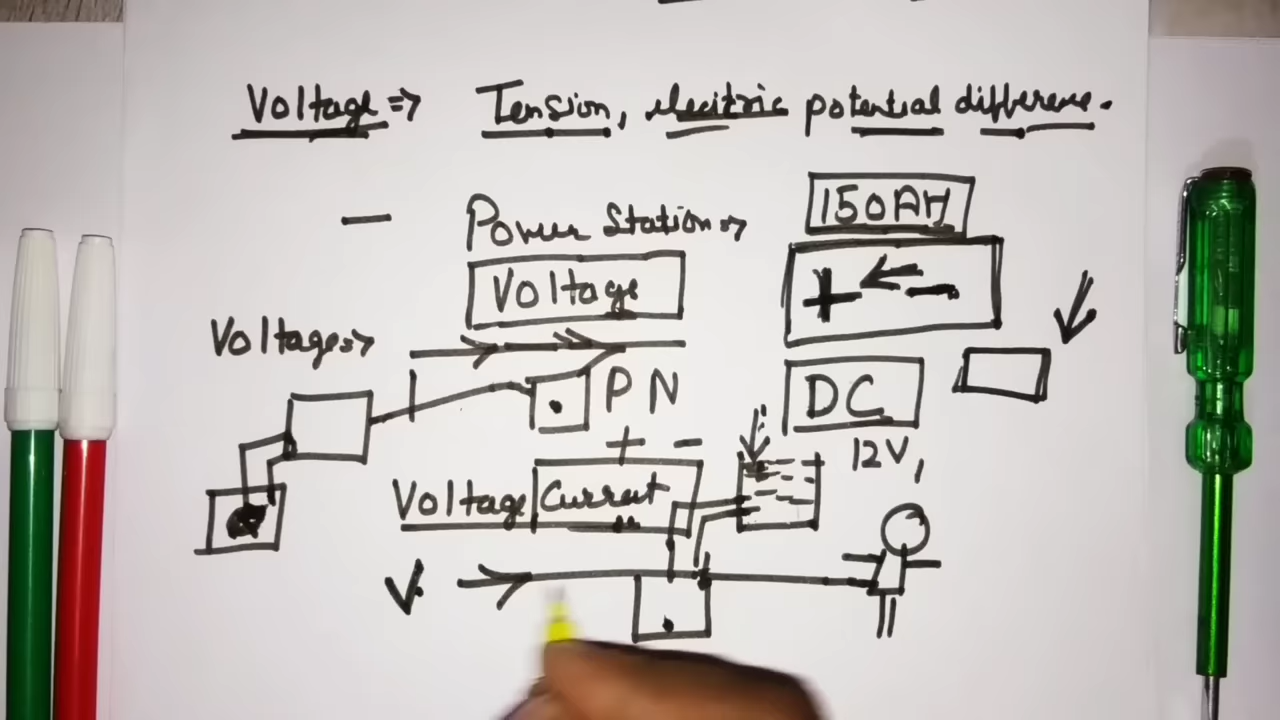 Voltage ⇒ Tension, electric potential difference.
— Power Station ⇒ 150AH
Voltage + ← —
Voltage ⇒
P N DC
+ - 12V,
Voltage Current
V.